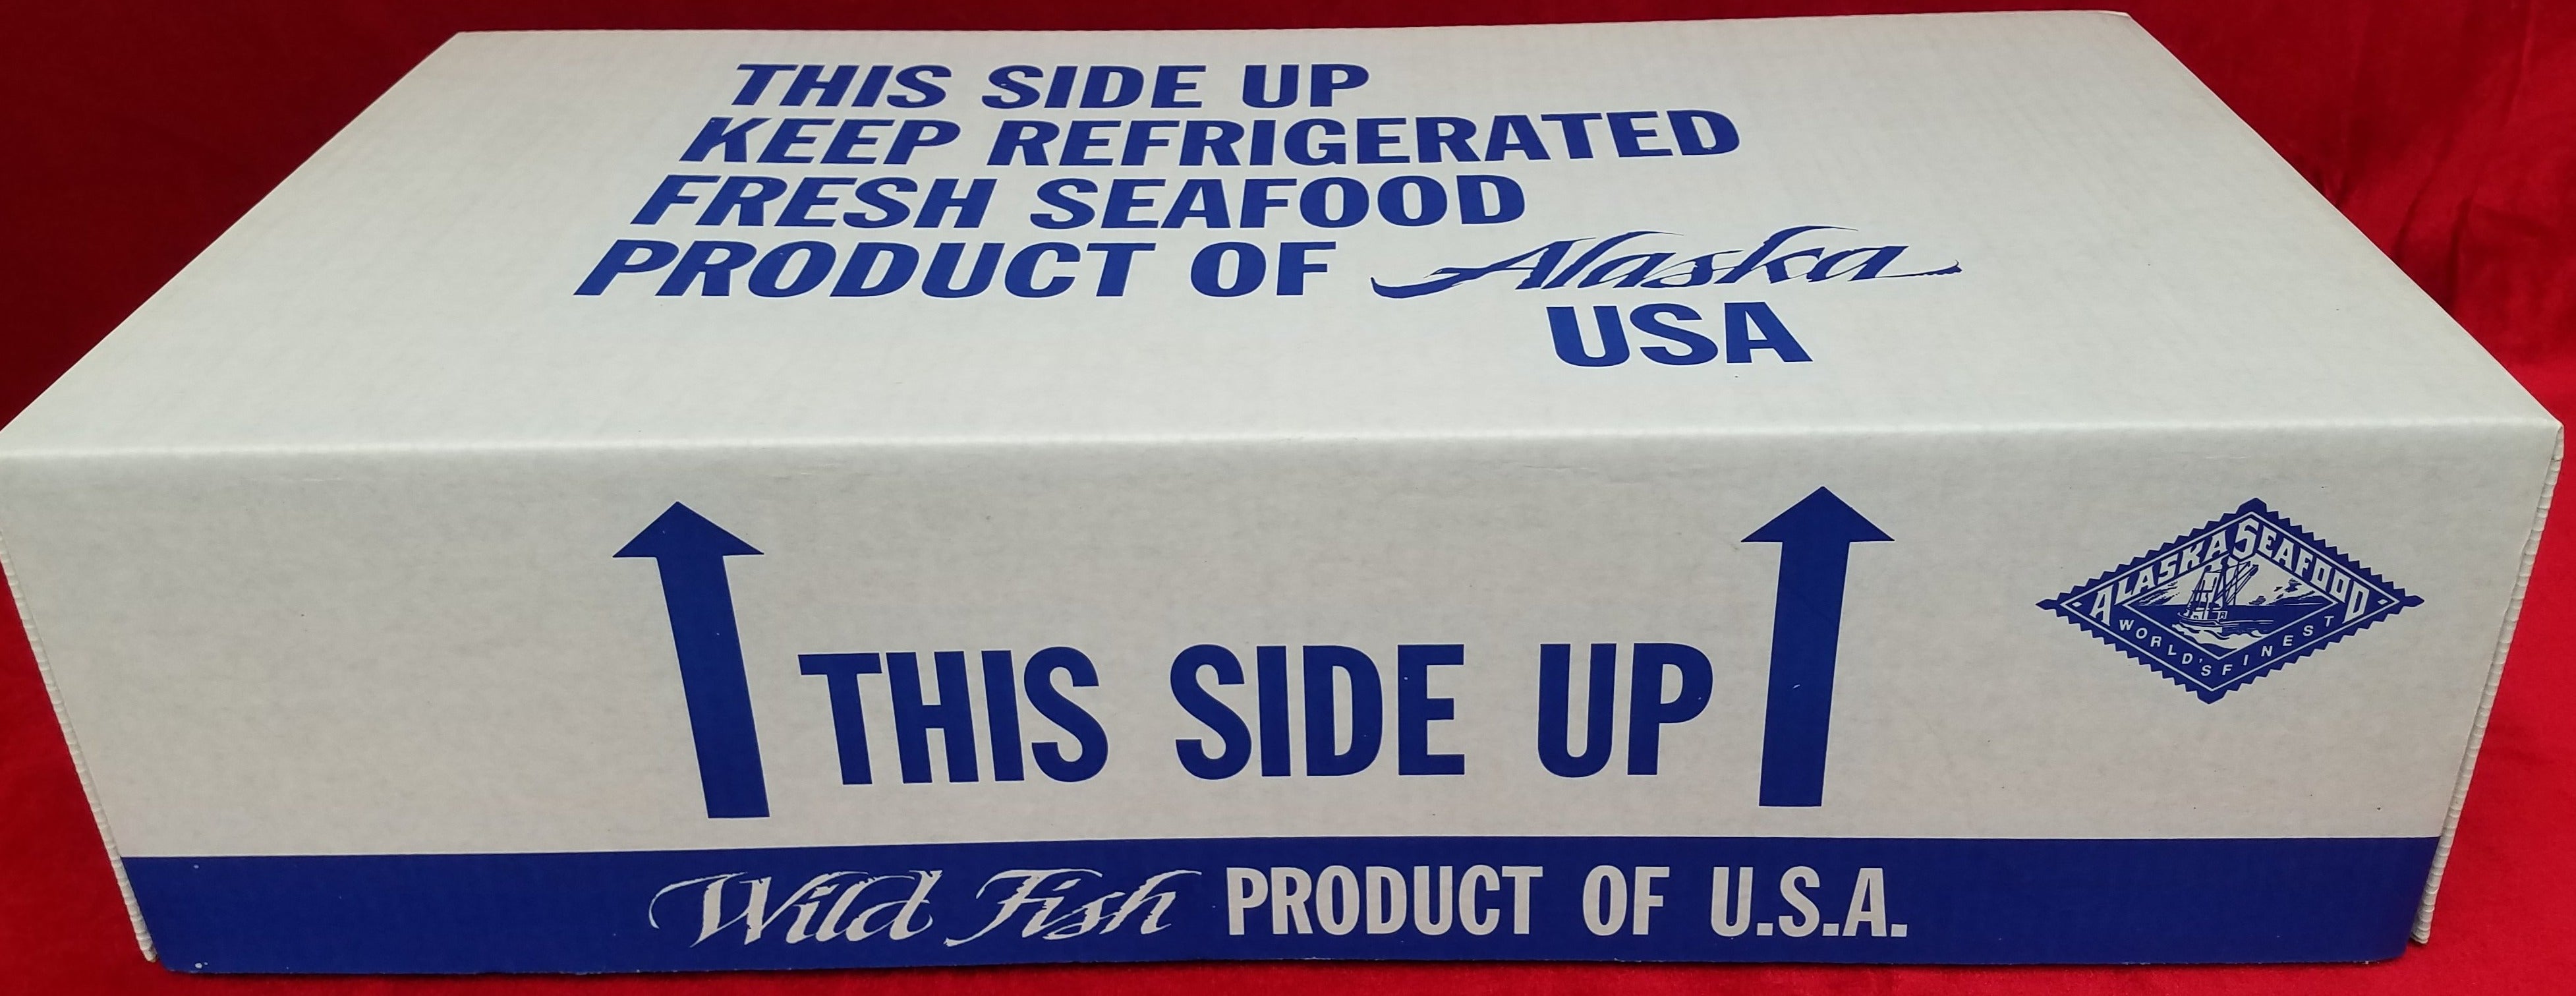 THIS SIDE UP
KEEP REFRIGERATED
FRESH SEAFOOD
PRODUCT OF Alaska
USA
THIS SIDE UP
ALASKA SEAFOOD
WORLD'S FINEST
Wild Fish PRODUCT OF U.S.A.